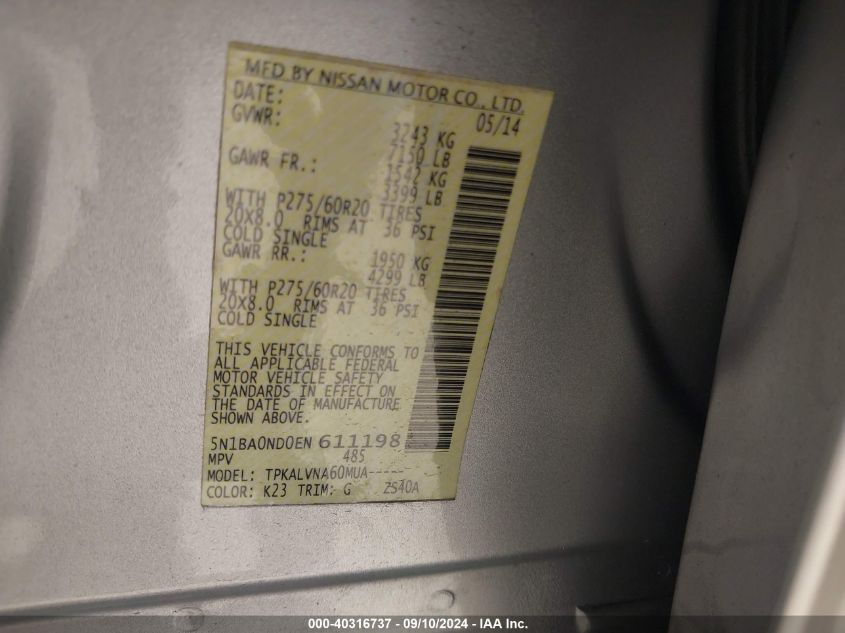 MFD BY NISSAN MOTOR CO., LTD.
DATE: 05/14
GVWR: 3243 KG
7150 LB
GAWR FR.: 1542 KG
3399 LB
WITH P275/60R20 TIRES
20X8.0 RIMS AT 36 PSI
COLD SINGLE
GAWR RR.: 1950 KG
4299 LB
WITH P275/60R20 TIRES
20X8.0 RIMS AT 36 PSI
COLD SINGLE
THIS VEHICLE CONFORMS TO
ALL APPLICABLE FEDERAL
MOTOR VEHICLE SAFETY
STANDARDS IN EFFECT ON
THE DATE OF MANUFACTURE
SHOWN ABOVE.
5N1BA0ND0EN 611198
MPV 485
MODEL: TPKALVNA60MUA-----
COLOR: K23 TRIM: G ZS40A
000-40316737 - 09/10/2024 - IAA Inc.